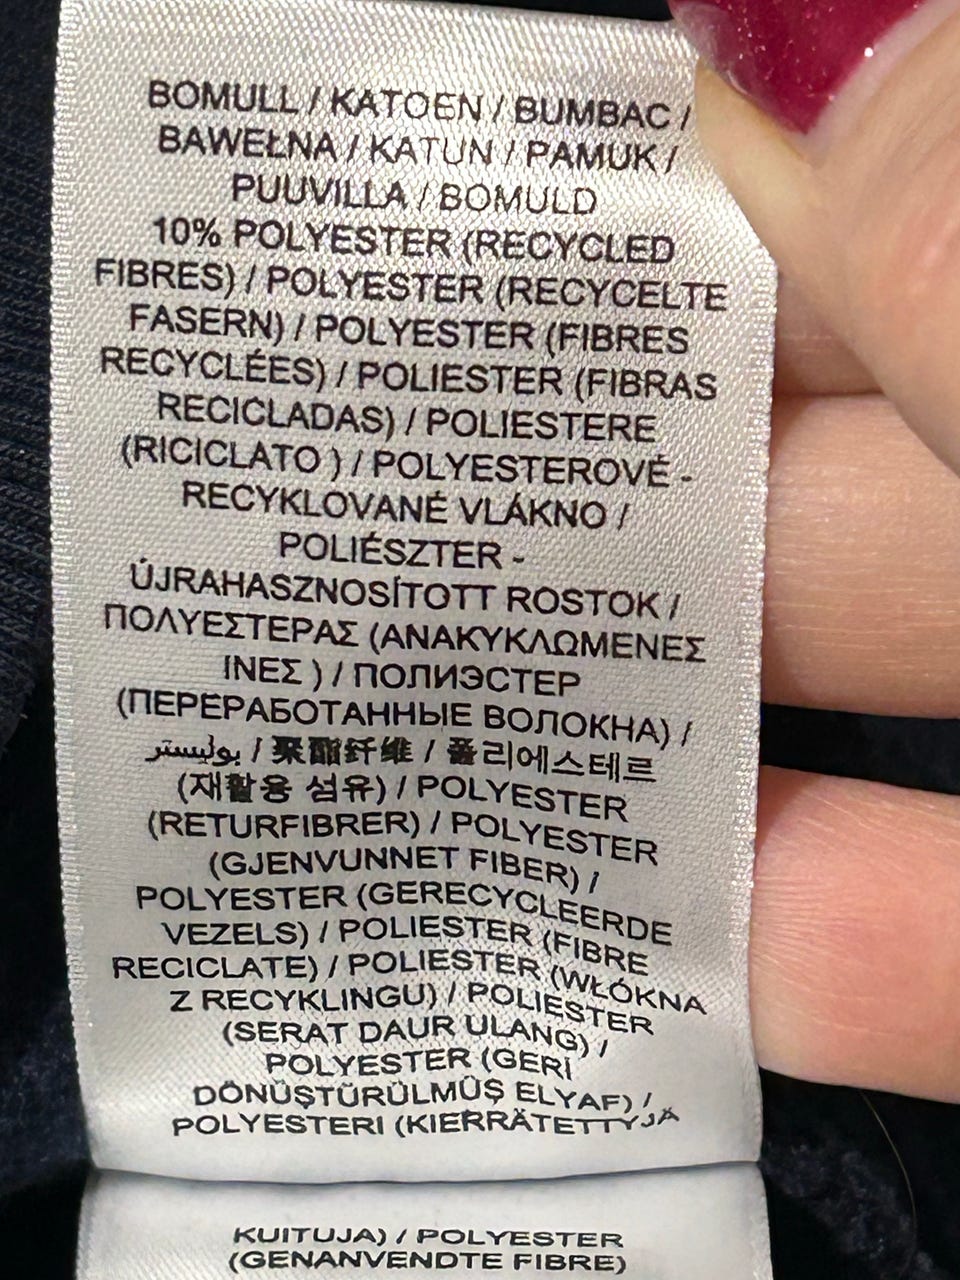 BOMULL / KATOEN / BUMBAC /
BAWEŁNA / KATUN / PAMUK /
PUUVILLA / BOMULD
10% POLYESTER (RECYCLED
FIBRES) / POLYESTER (RECYCELTE
FASERN) / POLYESTER (FIBRES
RECYCLÉES) / POLIESTER (FIBRAS
RECICLADAS) / POLIESTERE
(RICICLATO ) / POLYESTEROVÉ -
RECYKLOVANÉ VLÁKNO /
POLIÉSZTER -
ÚJRAHASZNOSÍTOTT ROSTOK /
ΠΟΛΥΕΣΤΕΡΑΣ (ΑΝΑΚΥΚΛΩΜΕΝΕΣ
ΙΝΕΣ ) / ПОЛИЭСТЕР
(ПЕРЕРАБОТАННЫЕ ВОЛОКНА) /
بوليستر / 聚酯纤维 / 폴리에스테르
(재활용 섬유) / POLYESTER
(RETURFIBRER) / POLYESTER
(GJENVUNNET FIBER) /
POLYESTER (GERECYCLEERDE
VEZELS) / POLIESTER (FIBRE
RECICLATE) / POLIESTER (WŁÓKNA
Z RECYKLINGU) / POLIESTER
(SERAT DAUR ULANG) /
POLYESTER (GERİ
DÖNÜŞTÜRÜLMÜŞ ELYAF) /
POLYESTERI (KIERRÄTETTYJÄ
KUITUJA) / POLYESTER
(GENANVENDTE FIBRE)